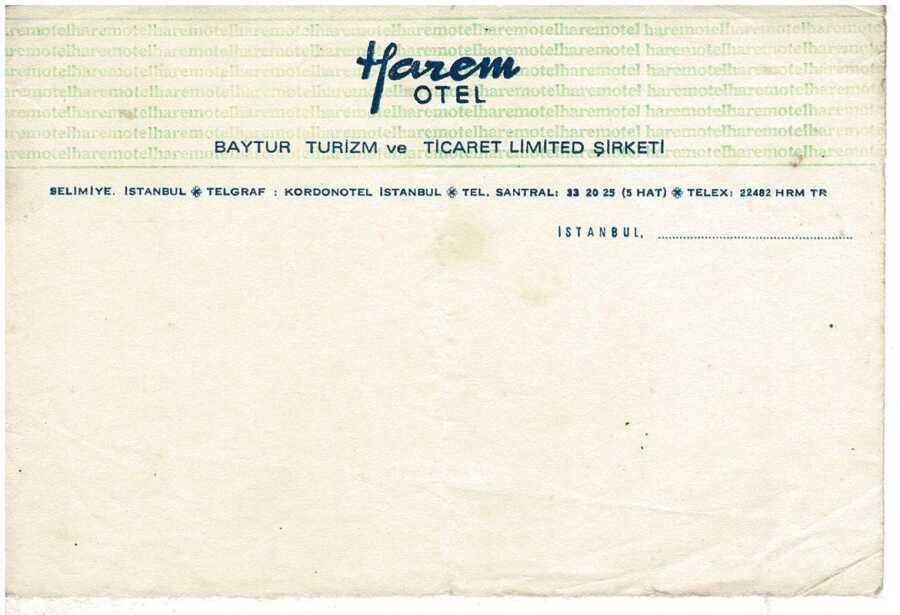 haremotelharemotelharemotelharemotelharemotelharemotel haremotelharemotel
Harem
OTEL
BAYTUR TURİZM ve TİCARET LİMİTED ŞİRKETİ
SELİMİYE. İSTANBUL ❋ TELGRAF : KORDONOTEL İSTANBUL ❋ TEL. SANTRAL: 33 20 25 (5 HAT) ❋ TELEX: 22482 HRM TR
İSTANBUL, ..............................